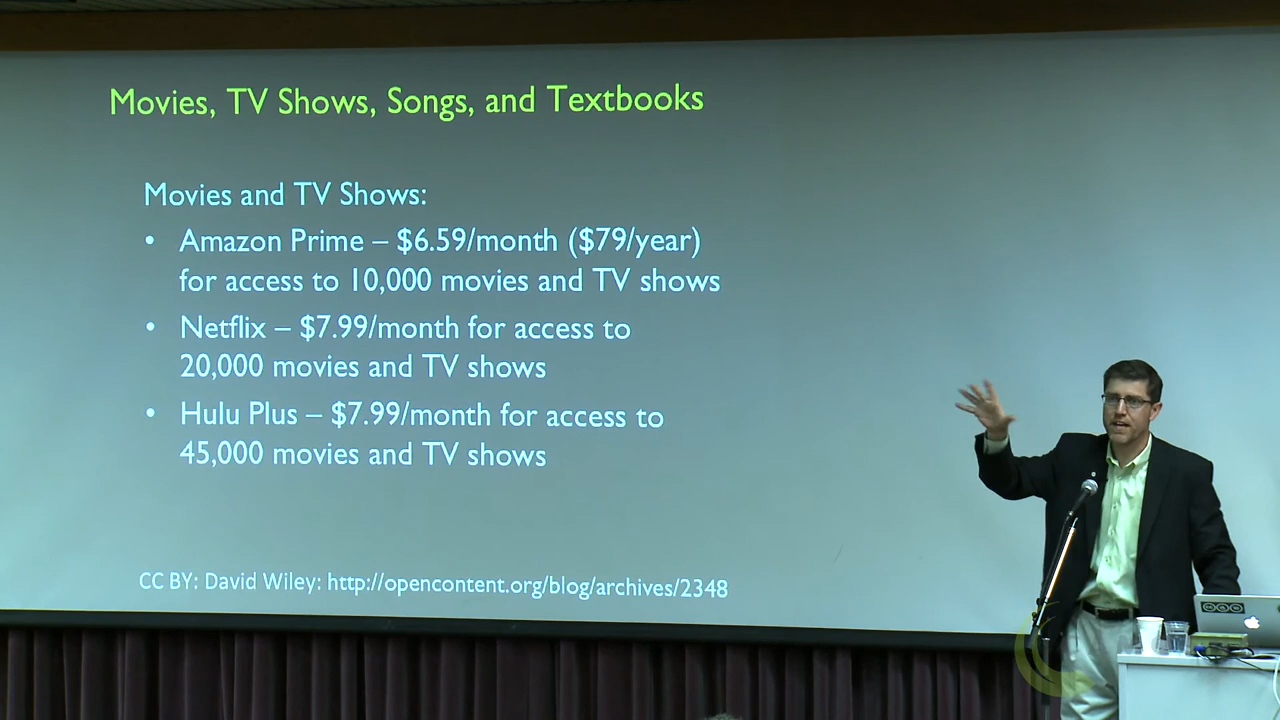 Movies, TV Shows, Songs, and Textbooks
Movies and TV Shows:
• Amazon Prime – $6.59/month ($79/year)
for access to 10,000 movies and TV shows
• Netflix – $7.99/month for access to
20,000 movies and TV shows
• Hulu Plus – $7.99/month for access to
45,000 movies and TV shows
CC BY: David Wiley: http://opencontent.org/blog/archives/2348